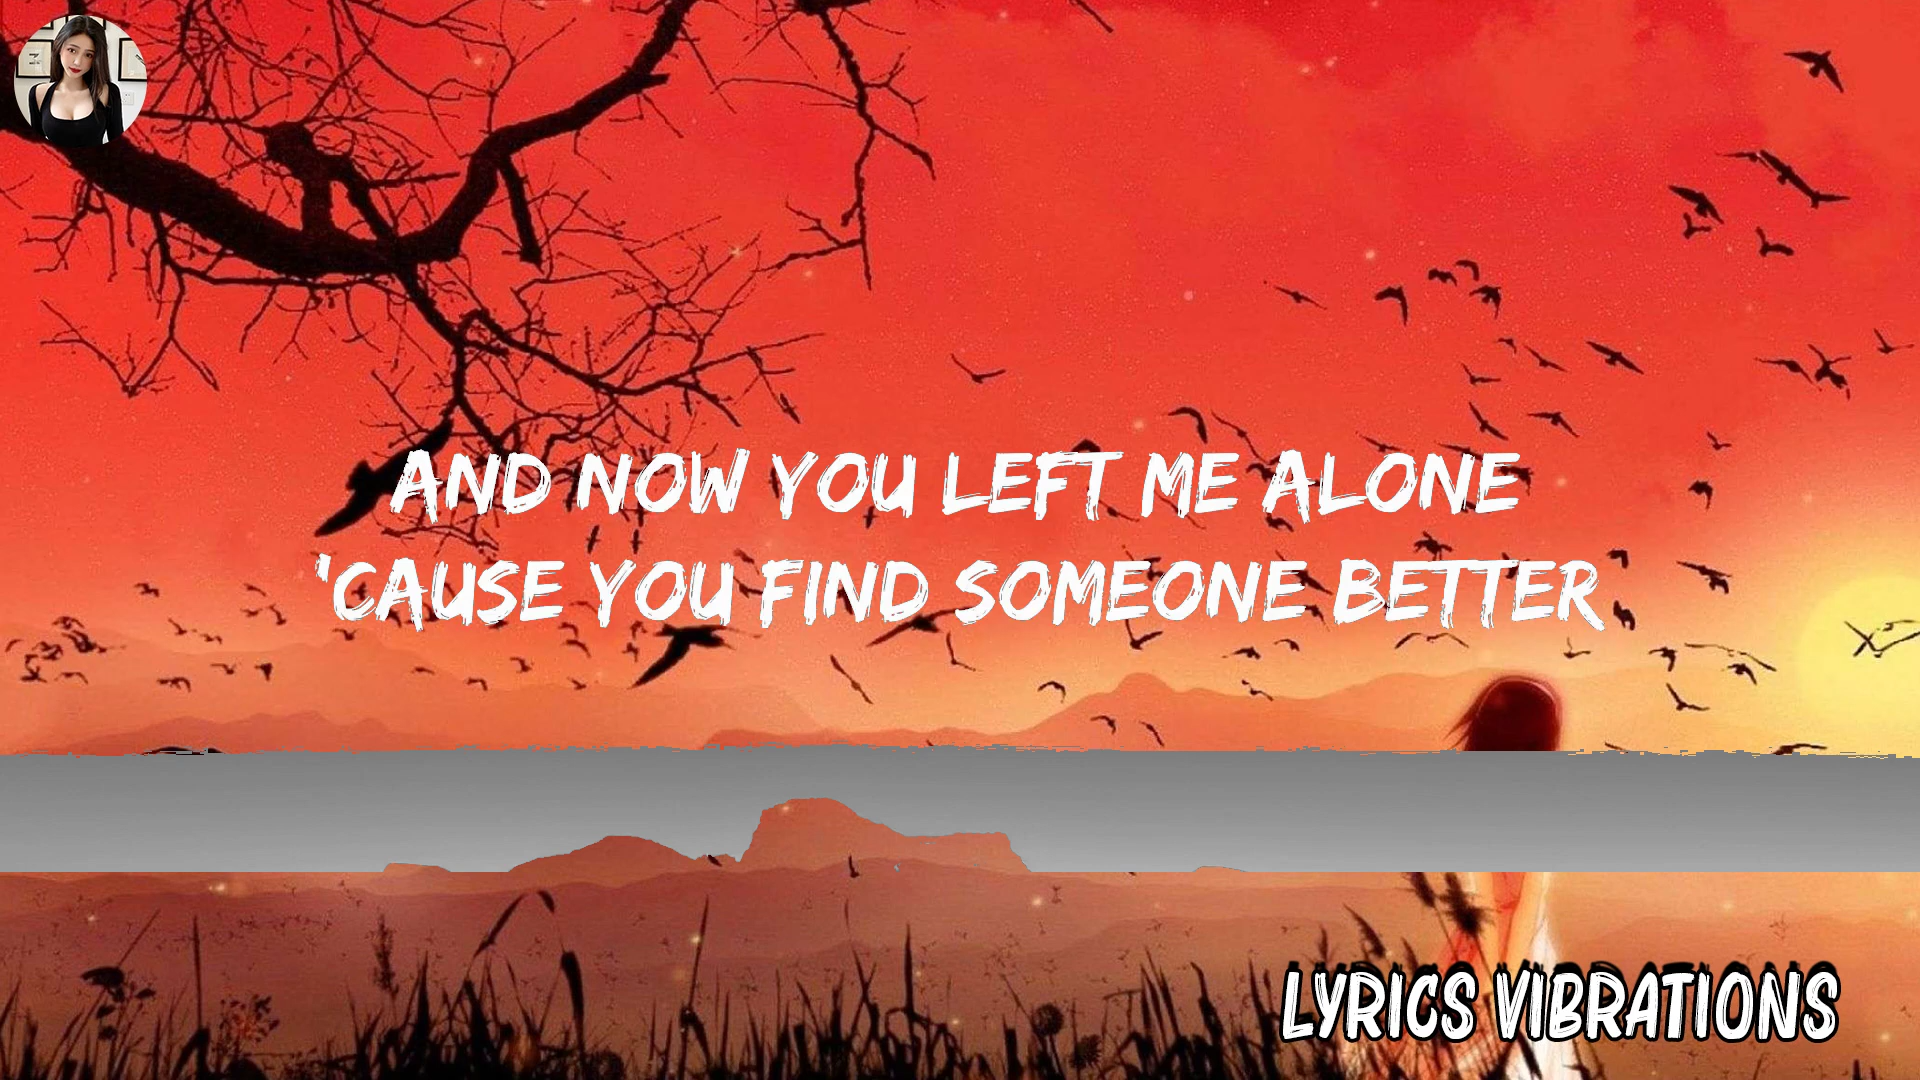 AND NOW YOU LEFT ME ALONE
'CAUSE YOU FIND SOMEONE BETTER
LYRICS VIBRATIONS